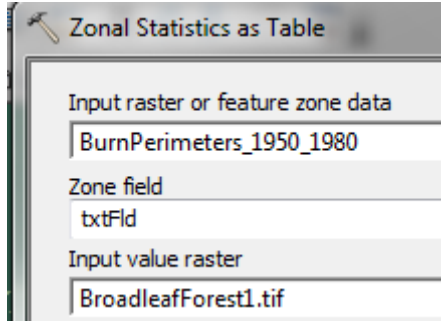 Zonal Statistics as Table
Input raster or feature zone data
BurnPerimeters_1950_1980
Zone field
txtFld
Input value raster
BroadleafForest1.tif